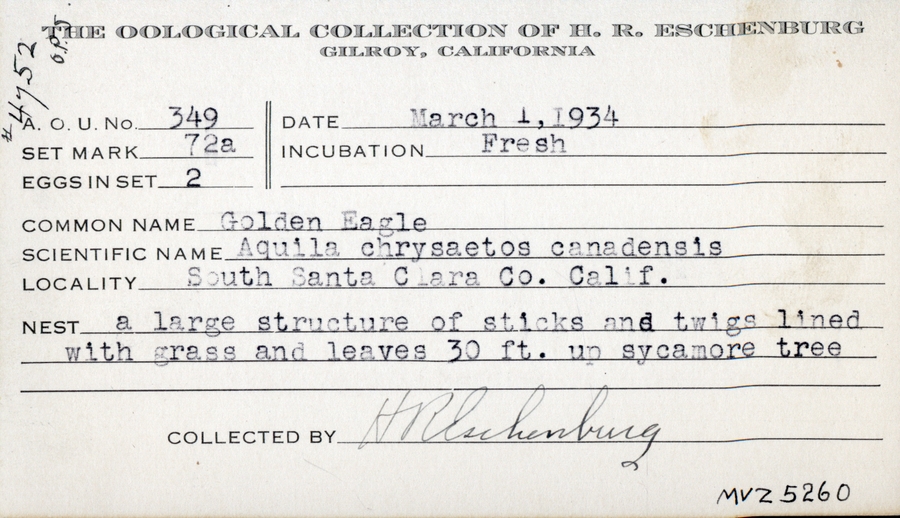 THE OOLOGICAL COLLECTION OF H. R. ESCHENBURG
GILROY, CALIFORNIA
#4752
A. O. U. No. 349
SET MARK 72a
EGGS IN SET 2
DATE March 1, 1934
INCUBATION Fresh
COMMON NAME Golden Eagle
SCIENTIFIC NAME Aquila chrysaetos canadensis
LOCALITY South Santa Clara Co. Calif.
NEST a large structure of sticks and twigs lined
with grass and leaves 30 ft. up sycamore tree
COLLECTED BY HREschenburg
MVZ 5260